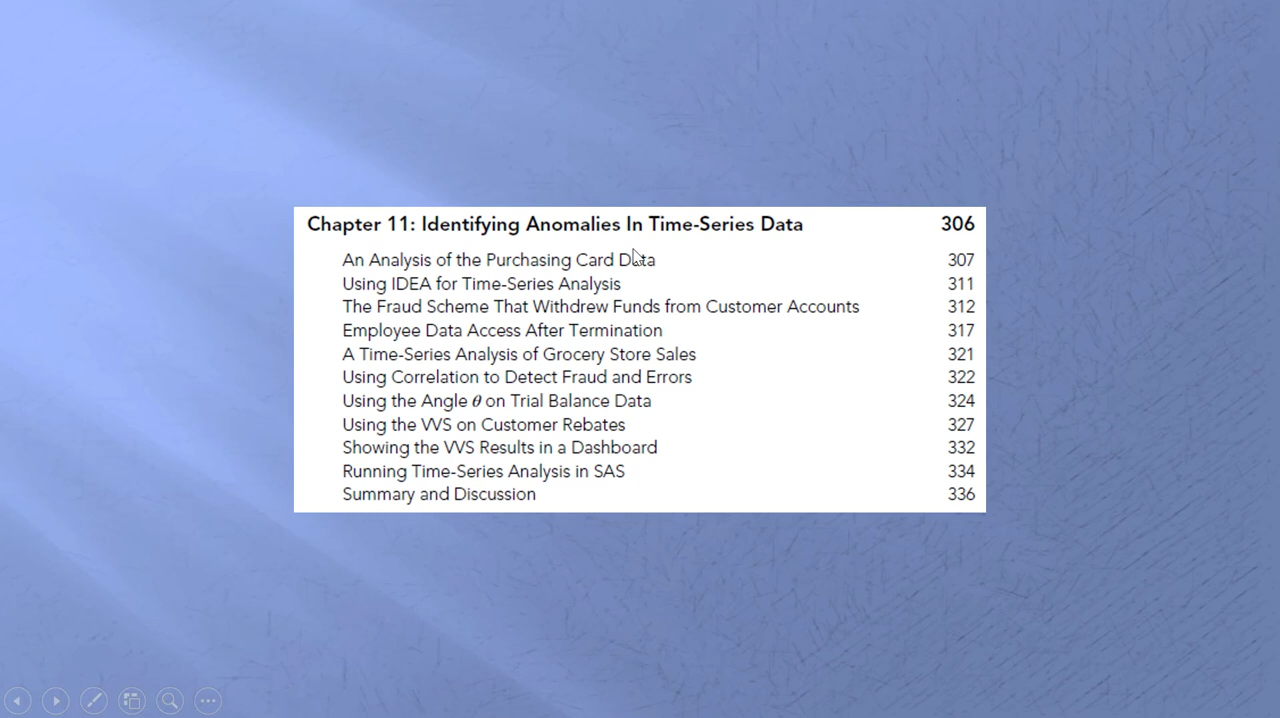 Chapter 11: Identifying Anomalies In Time-Series Data 306
An Analysis of the Purchasing Card Data 307
Using IDEA for Time-Series Analysis 311
The Fraud Scheme That Withdrew Funds from Customer Accounts 312
Employee Data Access After Termination 317
A Time-Series Analysis of Grocery Store Sales 321
Using Correlation to Detect Fraud and Errors 322
Using the Angle θ on Trial Balance Data 324
Using the VVS on Customer Rebates 327
Showing the VVS Results in a Dashboard 332
Running Time-Series Analysis in SAS 334
Summary and Discussion 336